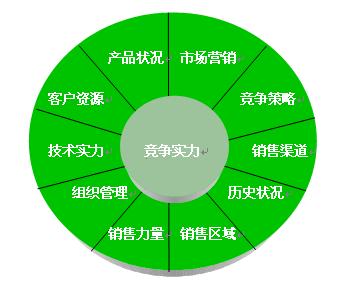 产品状况 市场营销
客户资源 竞争策略
技术实力 竞争实力 销售渠道
组织管理 历史状况
销售力量 销售区域